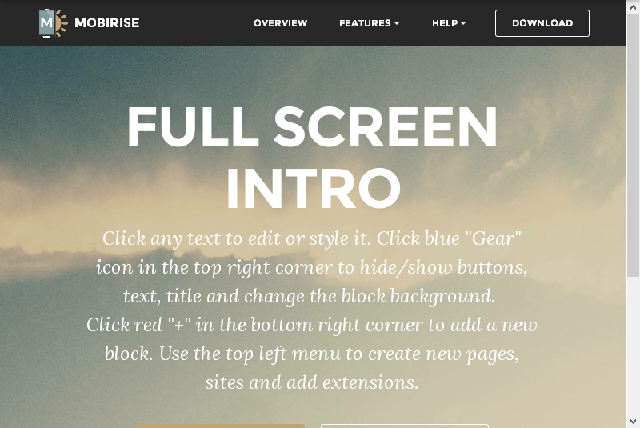 M MOBIRISE OVERVIEW FEATURES HELP DOWNLOAD
FULL SCREEN
INTRO
Click any text to edit or style it. Click blue "Gear"
icon in the top right corner to hide/show buttons,
text, title and change the block background.
Click red "+" in the bottom right corner to add a new
block. Use the top left menu to create new pages,
sites and add extensions.